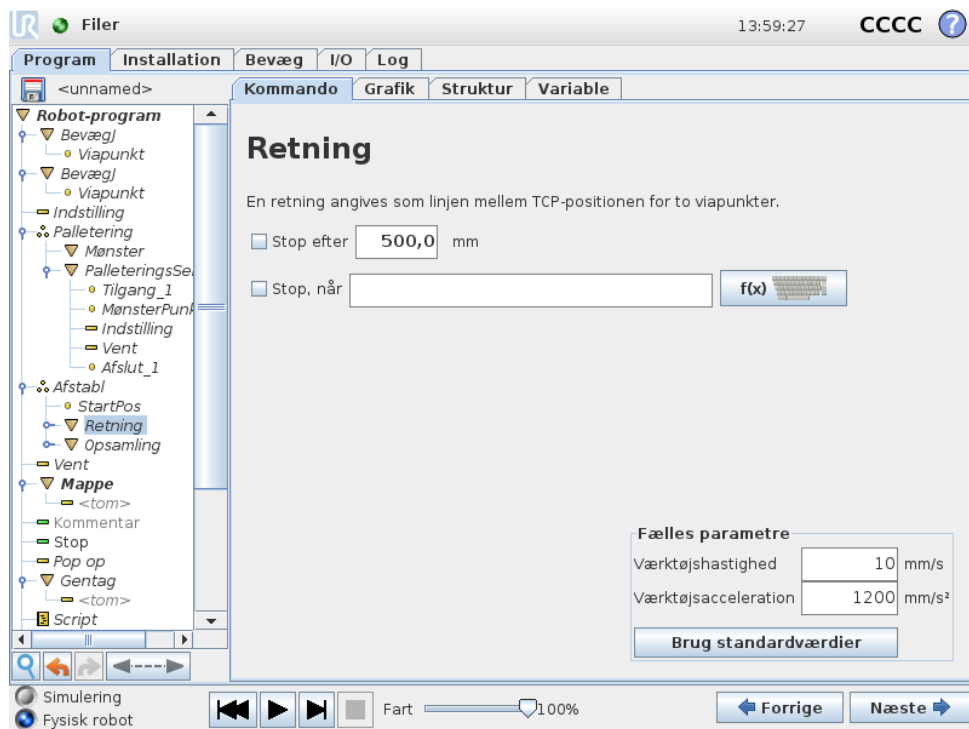 UR Filer 13:59:27 CCCC ?
Program Installation Bevæg I/O Log
<unnamed> Kommando Grafik Struktur Variable
Robot-program
BevægJ
Viapunkt
BevægJ
Viapunkt
Indstilling
Palletering
Mønster
PalleteringsSe
Tilgang_1
MønsterPunk
Indstilling
Vent
Afslut_1
Afstabl
StartPos
Retning
Opsamling
Vent
Mappe
<tom>
Kommentar
Stop
Pop op
Gentag
<tom>
Script
Retning
En retning angives som linjen mellem TCP-positionen for to viapunkter.
Stop efter 500,0 mm
Stop, når f(x)
Fælles parametre
Værktøjshastighed 10 mm/s
Værktøjsacceleration 1200 mm/s²
Brug standardværdier
Simulering
Fysisk robot
Fart 100% Forrige Næste